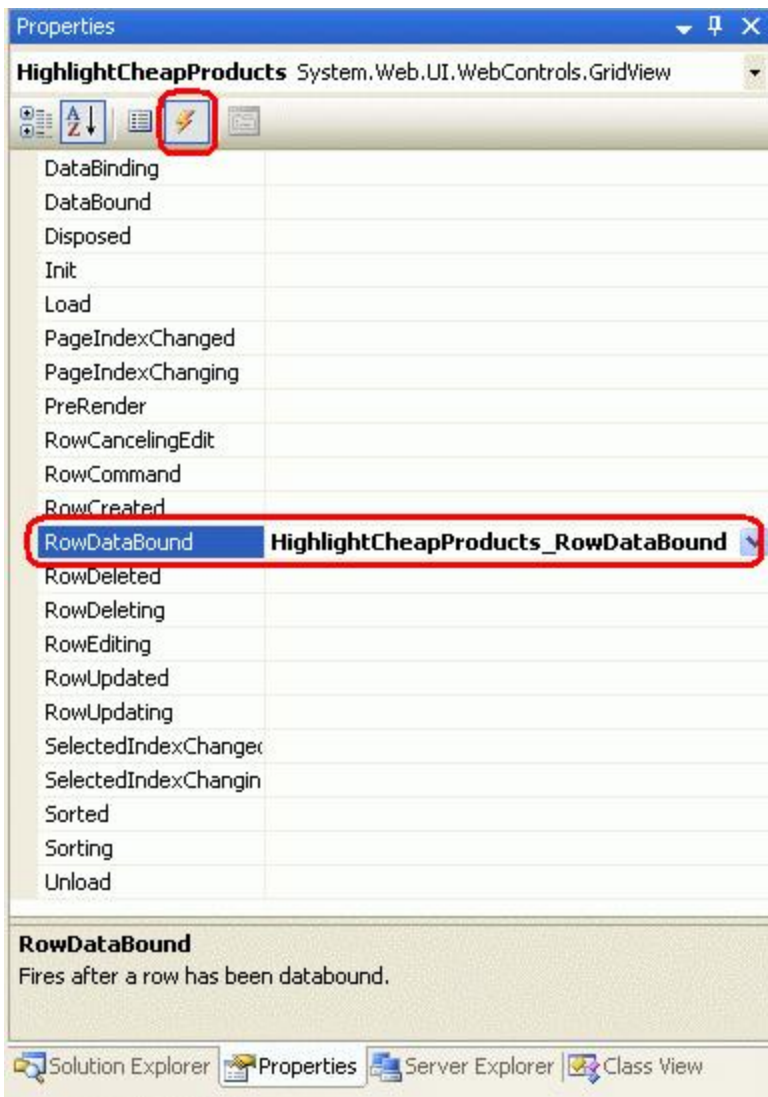 Properties
HighlightCheapProducts System.Web.UI.WebControls.GridView
DataBinding
DataBound
Disposed
Init
Load
PageIndexChanged
PageIndexChanging
PreRender
RowCancelingEdit
RowCommand
RowCreated
RowDataBound HighlightCheapProducts_RowDataBound
RowDeleted
RowDeleting
RowEditing
RowUpdated
RowUpdating
SelectedIndexChanged
SelectedIndexChangin
Sorted
Sorting
Unload
RowDataBound
Fires after a row has been databound.
Solution Explorer Properties Server Explorer Class View